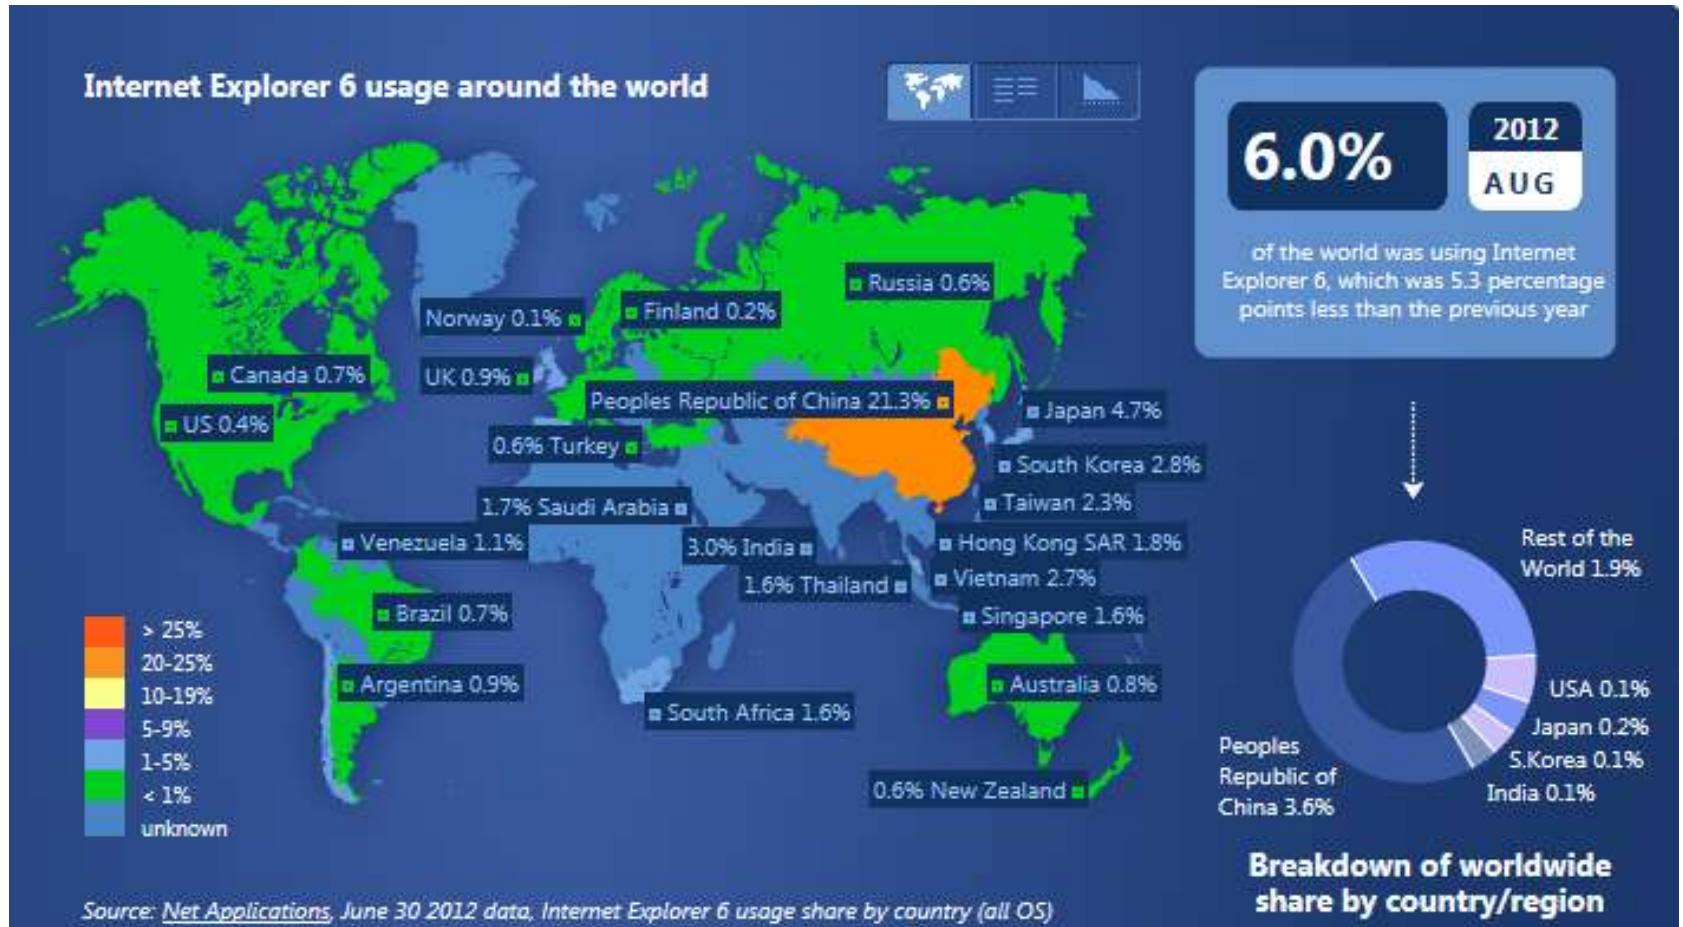 Internet Explorer 6 usage around the world
6.0%
2012
AUG
of the world was using Internet
Explorer 6, which was 5.3 percentage
points less than the previous year
Russia 0.6%
Norway 0.1%
Finland 0.2%
Canada 0.7%
UK 0.9%
Peoples Republic of China 21.3%
Japan 4.7%
US 0.4%
0.6% Turkey
South Korea 2.8%
1.7% Saudi Arabia
Taiwan 2.3%
Venezuela 1.1%
3.0% India
Hong Kong SAR 1.8%
1.6% Thailand
Vietnam 2.7%
Brazil 0.7%
Singapore 1.6%
Argentina 0.9%
Australia 0.8%
South Africa 1.6%
0.6% New Zealand
> 25%
20-25%
10-19%
5-9%
1-5%
< 1%
unknown
Rest of the
World 1.9%
USA 0.1%
Japan 0.2%
S.Korea 0.1%
India 0.1%
Peoples
Republic of
China 3.6%
Breakdown of worldwide
share by country/region
Source: Net Applications, June 30 2012 data, Internet Explorer 6 usage share by country (all OS)